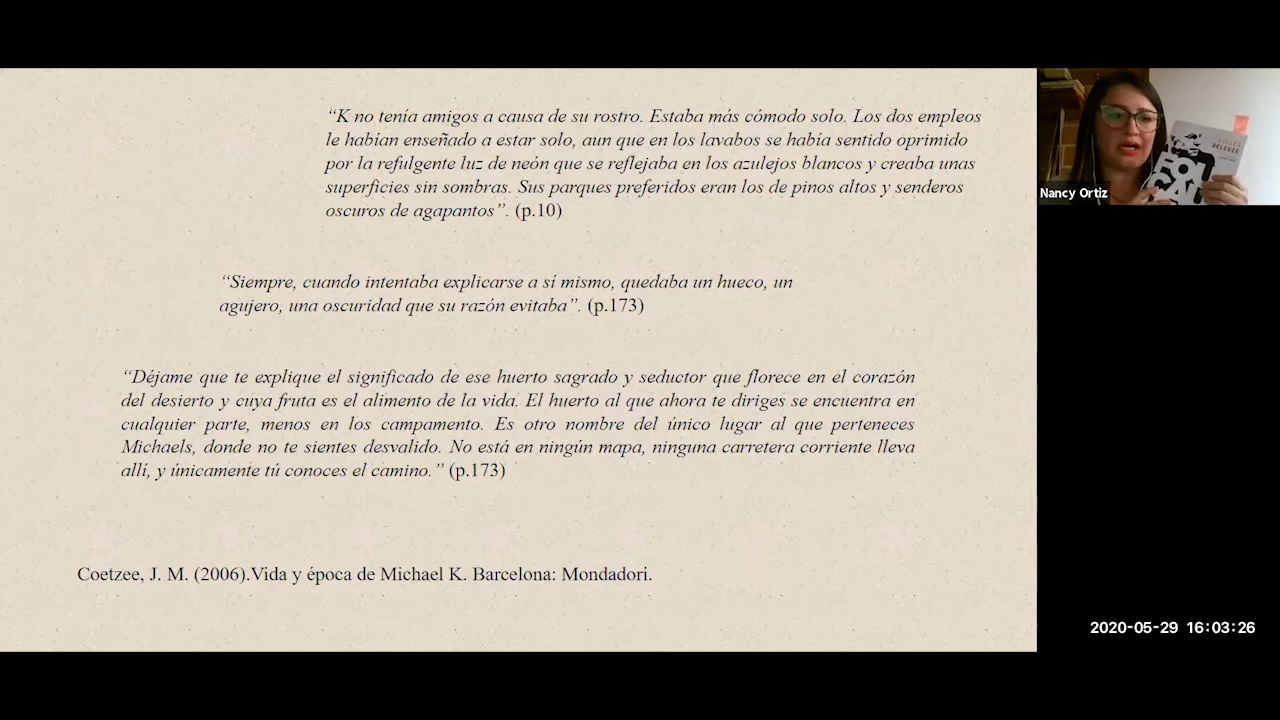 “K no tenía amigos a causa de su rostro. Estaba más cómodo solo. Los dos empleos
le habían enseñado a estar solo, aun que en los lavabos se había sentido oprimido
por la refulgente luz de neón que se reflejaba en los azulejos blancos y creaba unas
superficies sin sombras. Sus parques preferidos eran los de pinos altos y senderos
oscuros de agapantos”. (p.10)
“Siempre, cuando intentaba explicarse a sí mismo, quedaba un hueco, un
agujero, una oscuridad que su razón evitaba”. (p.173)
“Déjame que te explique el significado de ese huerto sagrado y seductor que florece en el corazón
del desierto y cuya fruta es el alimento de la vida. El huerto al que ahora te diriges se encuentra en
cualquier parte, menos en los campamento. Es otro nombre del único lugar al que perteneces
Michaels, donde no te sientes desvalido. No está en ningún mapa, ninguna carretera corriente lleva
allí, y únicamente tú conoces el camino.” (p.173)
Coetzee, J. M. (2006).Vida y época de Michael K. Barcelona: Mondadori.
DELEUZE
FOU
CAU
Nancy Ortiz
2020-05-29 16:03:26